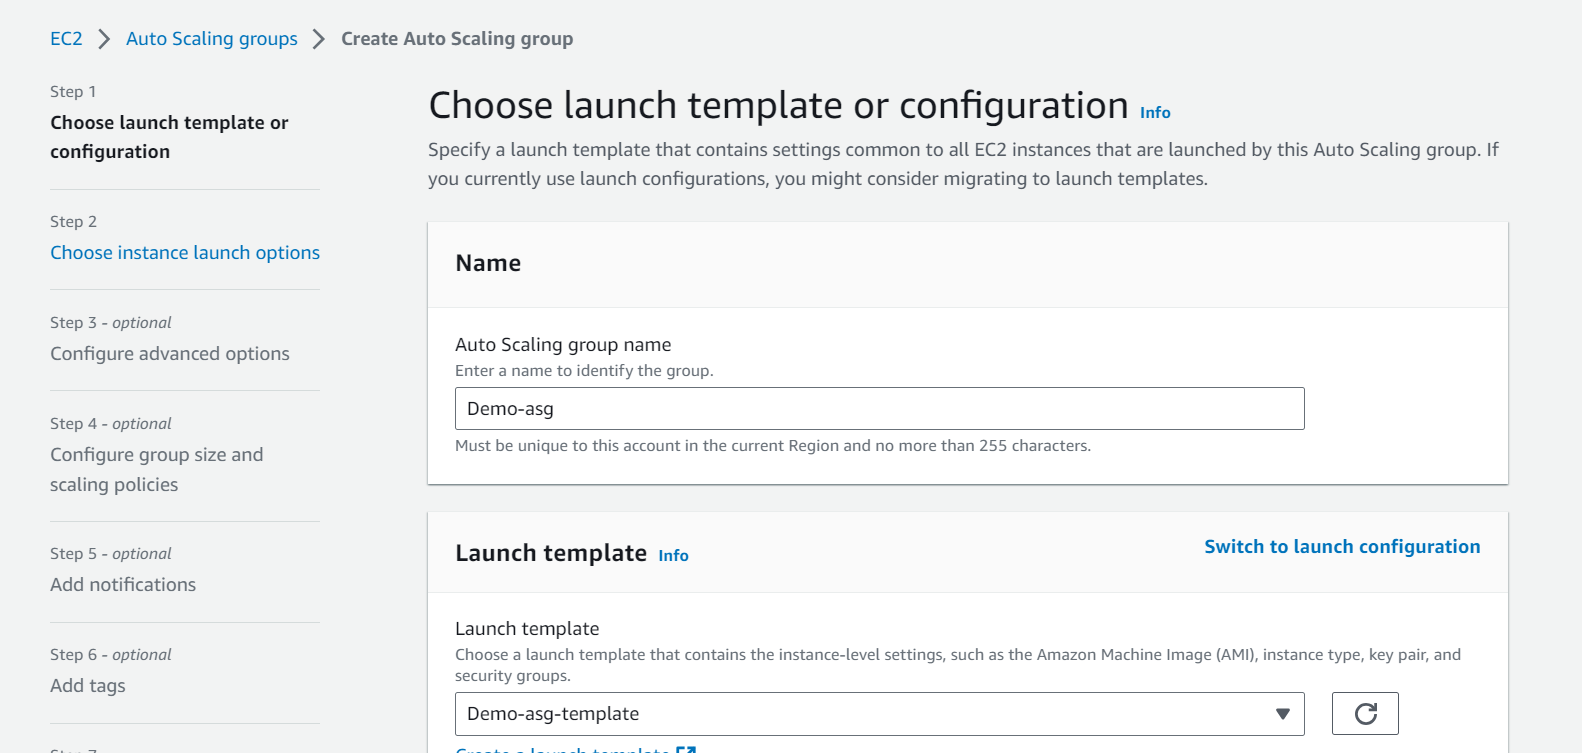 EC2 Auto Scaling groups Create Auto Scaling group
Step 1
Choose launch template or
configuration
Step 2
Choose instance launch options
Step 3 - optional
Configure advanced options
Step 4 - optional
Configure group size and
scaling policies
Step 5 - optional
Add notifications
Step 6 - optional
Add tags
Step 7
Choose launch template or configuration Info
Specify a launch template that contains settings common to all EC2 instances that are launched by this Auto Scaling group. If
you currently use launch configurations, you might consider migrating to launch templates.
Name
Auto Scaling group name
Enter a name to identify the group.
Demo-asg
Must be unique to this account in the current Region and no more than 255 characters.
Launch template Info
Switch to launch configuration
Launch template
Choose a launch template that contains the instance-level settings, such as the Amazon Machine Image (AMI), instance type, key pair, and
security groups.
Demo-asg-template
Create a launch template